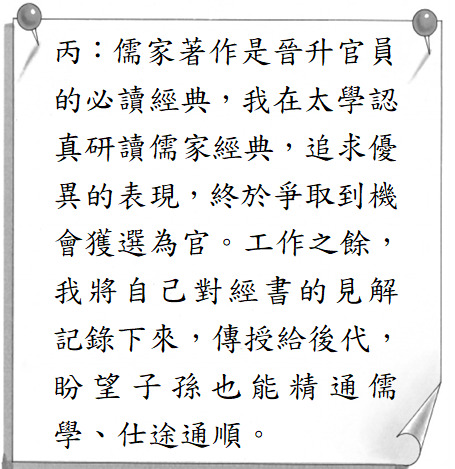 丙：儒家著作是晉升官員
的必讀經典，我在太學認
真研讀儒家經典，追求優
異的表現，終於爭取到機
會獲選為官。工作之餘，
我將自己對經書的見解
記錄下來，傳授給後代，
盼望子孫也能精通儒
學、仕途通順。